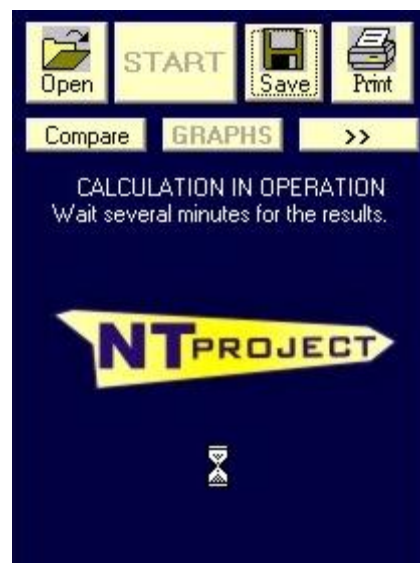 START
Open
Save
Print
Compare
GRAPHS
>>
CALCULATION IN OPERATION
Wait several minutes for the results.
NTPROJECT